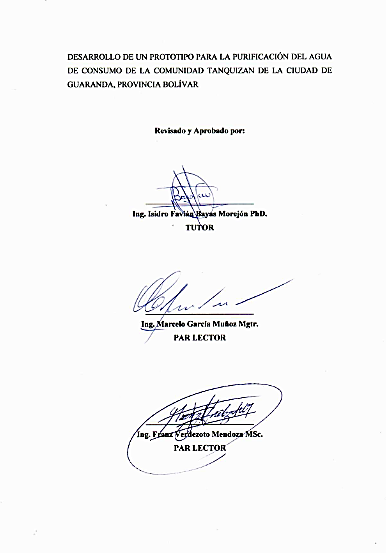 DESARROLLO DE UN PROTOTIPO PARA LA PURIFICACIÓN DEL AGUA
DE CONSUMO DE LA COMUNIDAD TANQUIZAN DE LA CIUDAD DE
GUARANDA, PROVINCIA BOLÍVAR
Revisado y Aprobado por:
Ing. Isidro Favián Bayas Morejón PhD.
TUTOR
Ing. Marcelo García Muñoz Mgtr.
PAR LECTOR
Ing. Franz Verdezoto Mendoza MSc.
PAR LECTOR